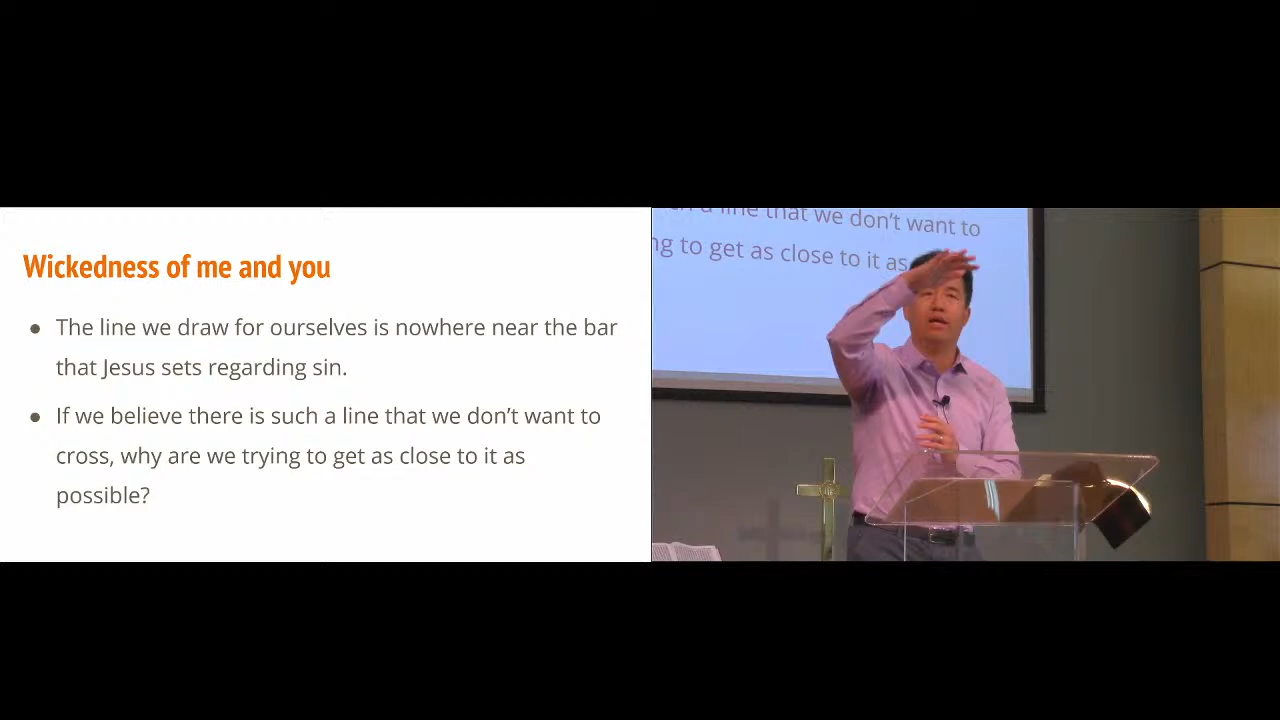 Wickedness of me and you
● The line we draw for ourselves is nowhere near the bar
that Jesus sets regarding sin.
● If we believe there is such a line that we don't want to
cross, why are we trying to get as close to it as
possible?
a line that we don't want to
to get as close to it as